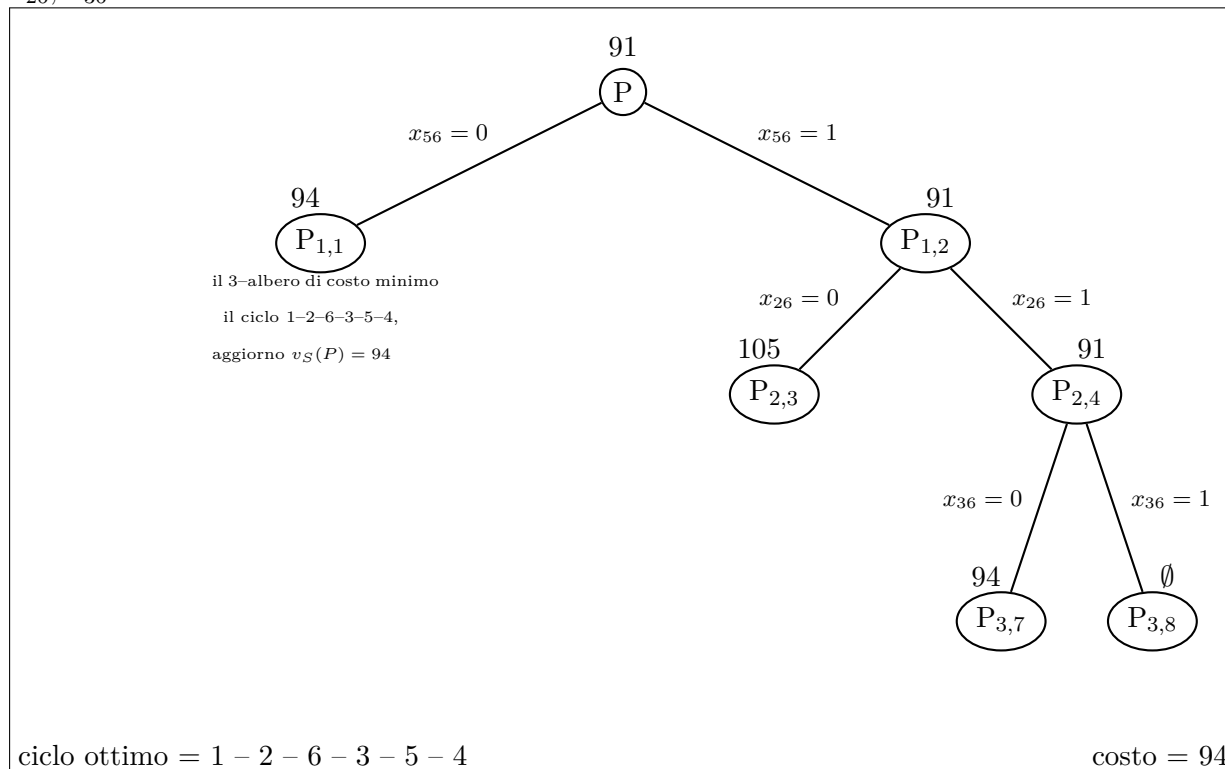 91
P
x₅₆ = 0
x₅₆ = 1
94
91
P₁,₁
P₁,₂
il 3–albero di costo minimo
il ciclo 1–2–6–3–5–4,
aggiorno v_S(P) = 94
x₂₆ = 0
x₂₆ = 1
105
91
P₂,₃
P₂,₄
x₃₆ = 0
x₃₆ = 1
94
∅
P₃,₇
P₃,₈
ciclo ottimo = 1 – 2 – 6 – 3 – 5 – 4
costo = 94